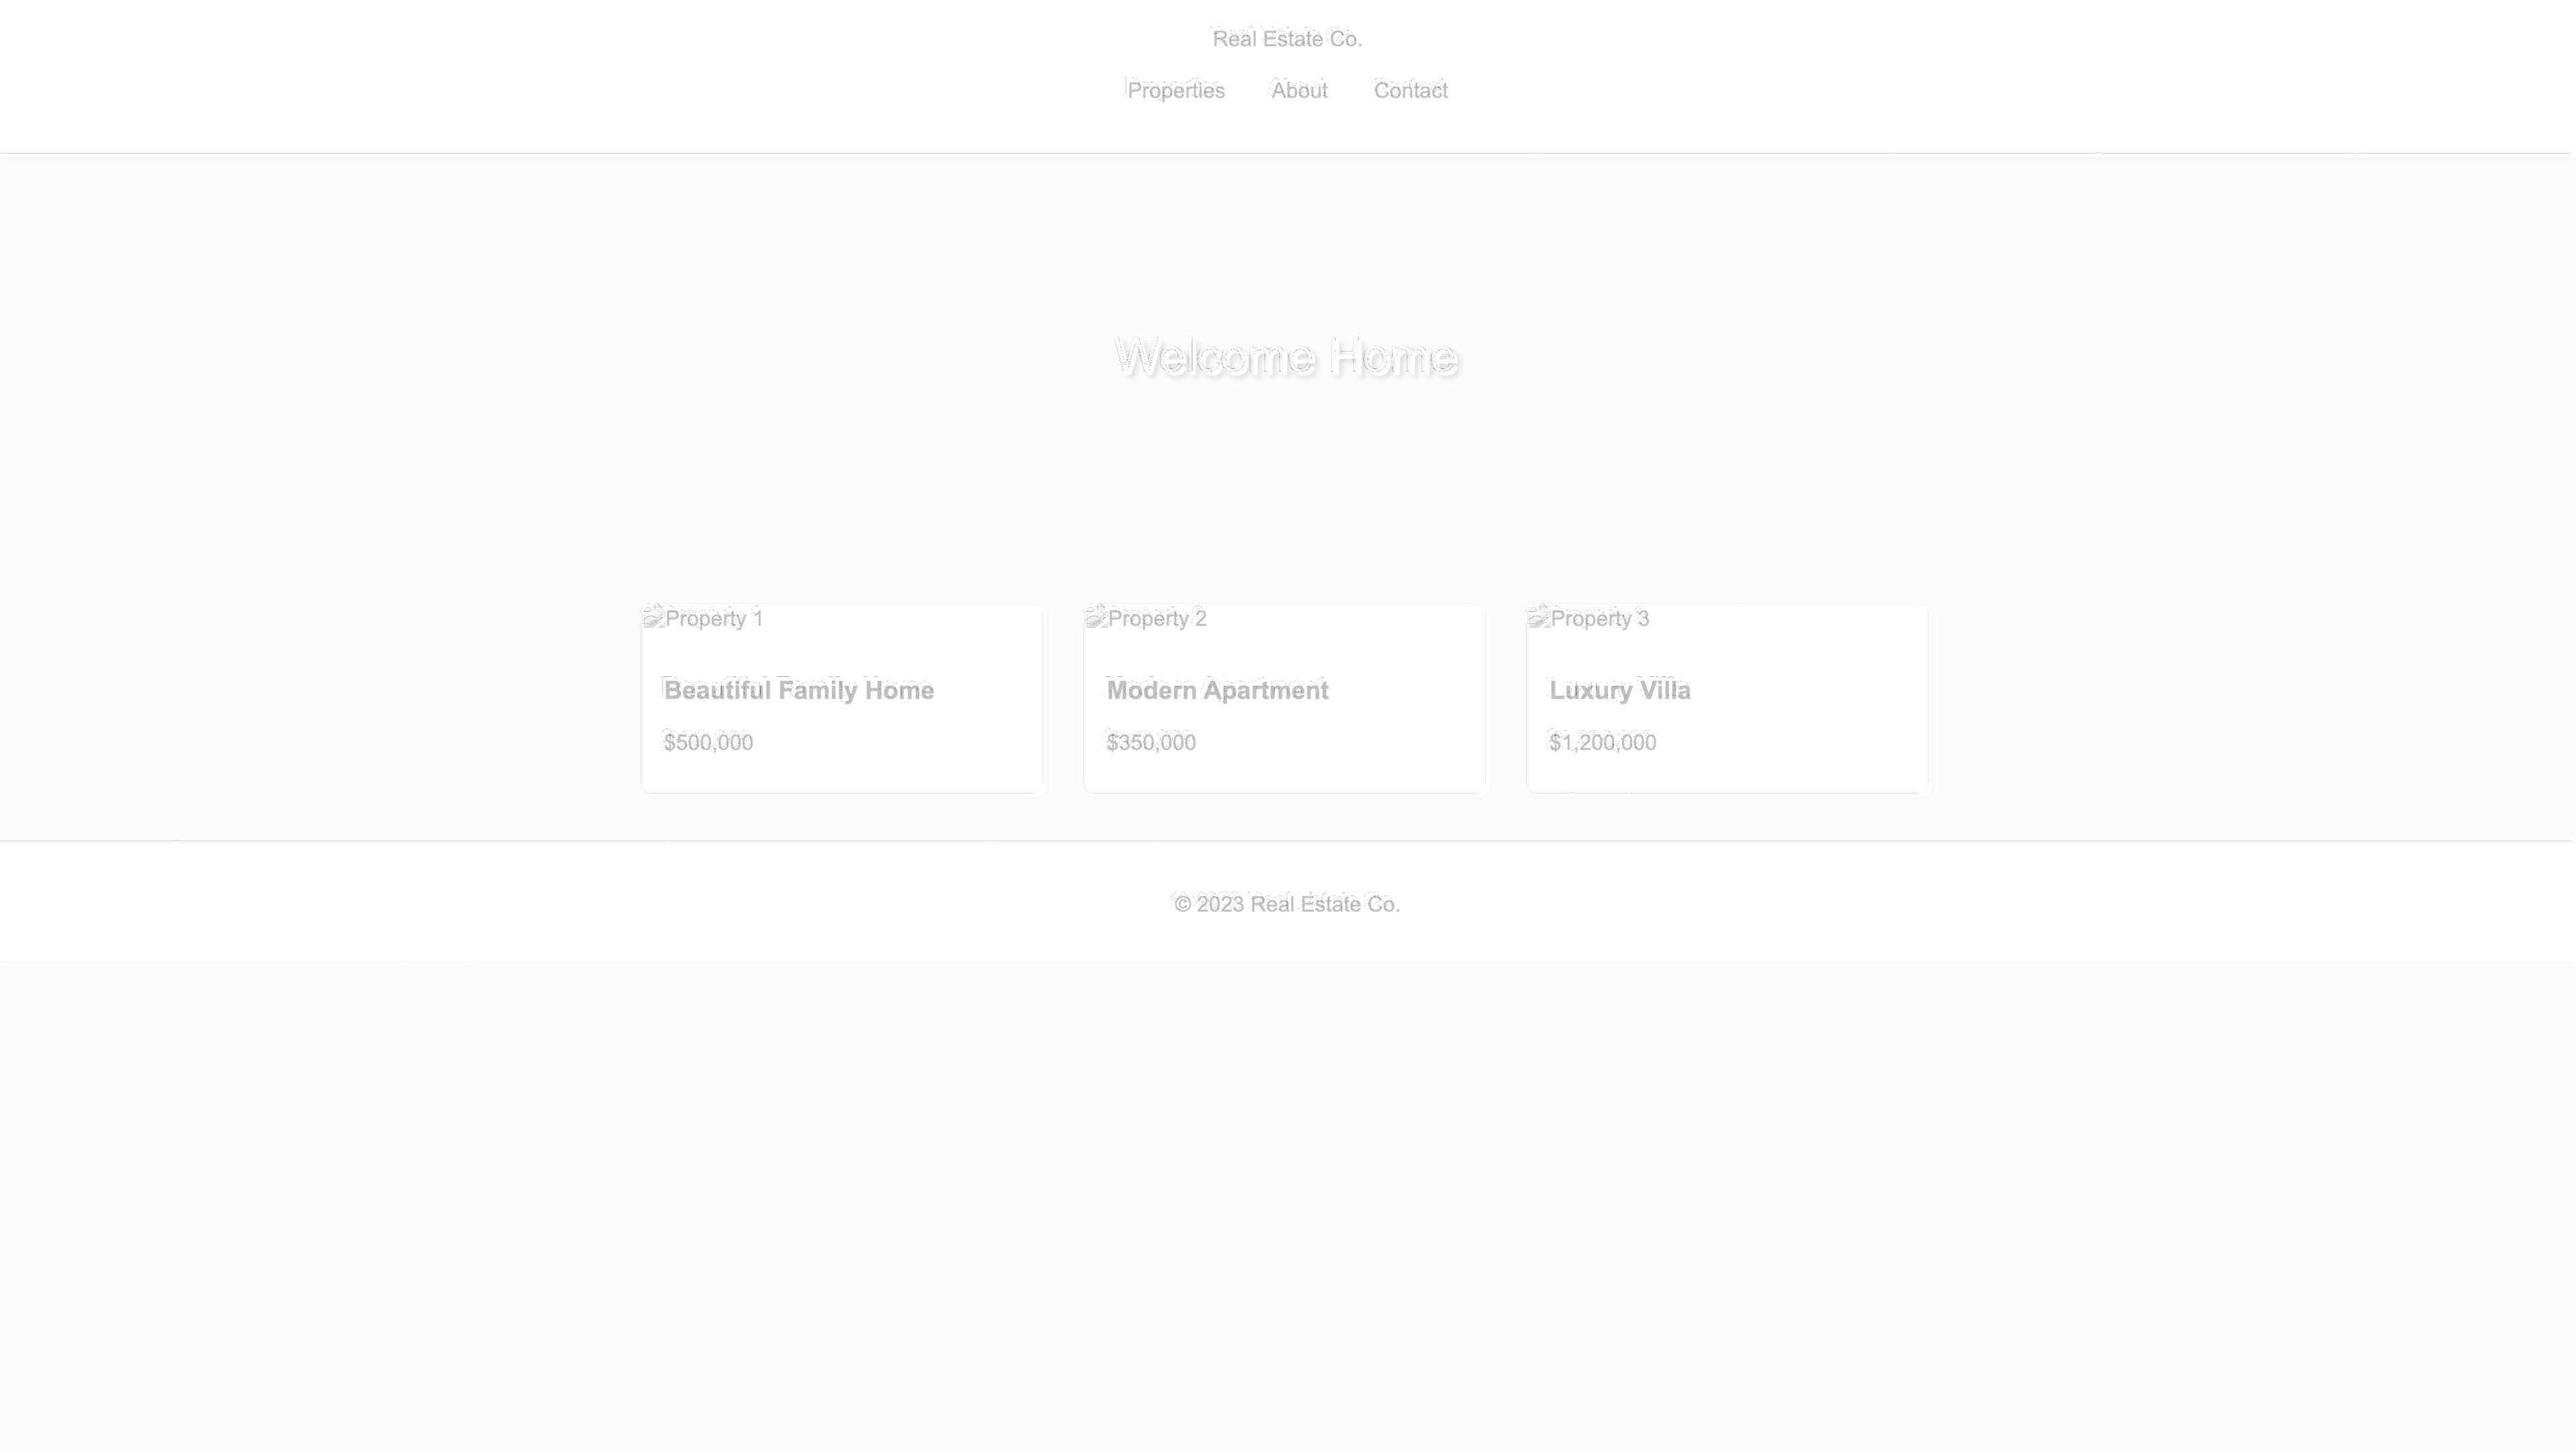 Real Estate Co.
Properties About Contact
Welcome Home
Property 1 Property 2 Property 3
Beautiful Family Home Modern Apartment Luxury Villa
$500,000 $350,000 $1,200,000
© 2023 Real Estate Co.